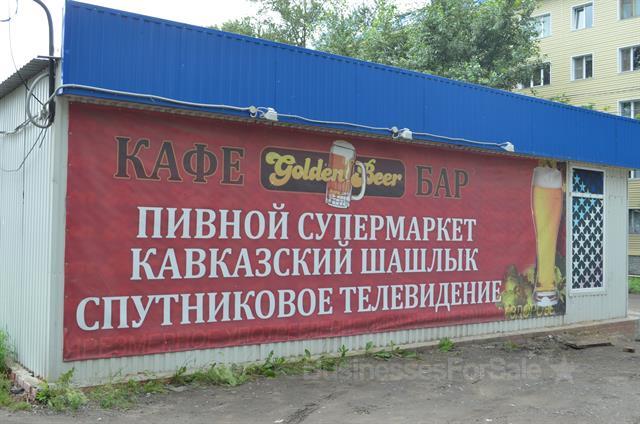 КАФЕ Golden Beer БАР
ПИВНОЙ СУПЕРМАРКЕТ
КАВКАЗСКИЙ ШАШЛЫК
СПУТНИКОВОЕ ТЕЛЕВИДЕНИЕ
BusinessesForSale